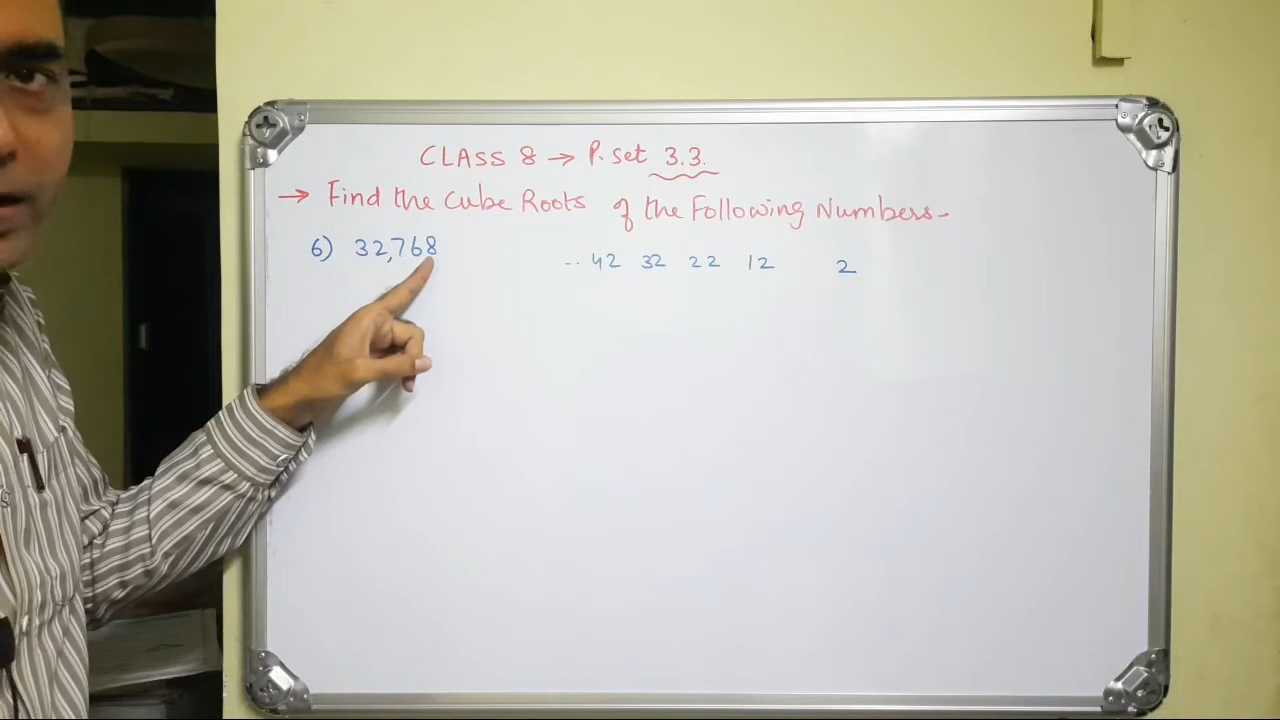 CLASS 8 → P. Set 3.3.
→ Find the Cube Roots of the Following Numbers.
6) 32,768 .. 42 32 22 12 2